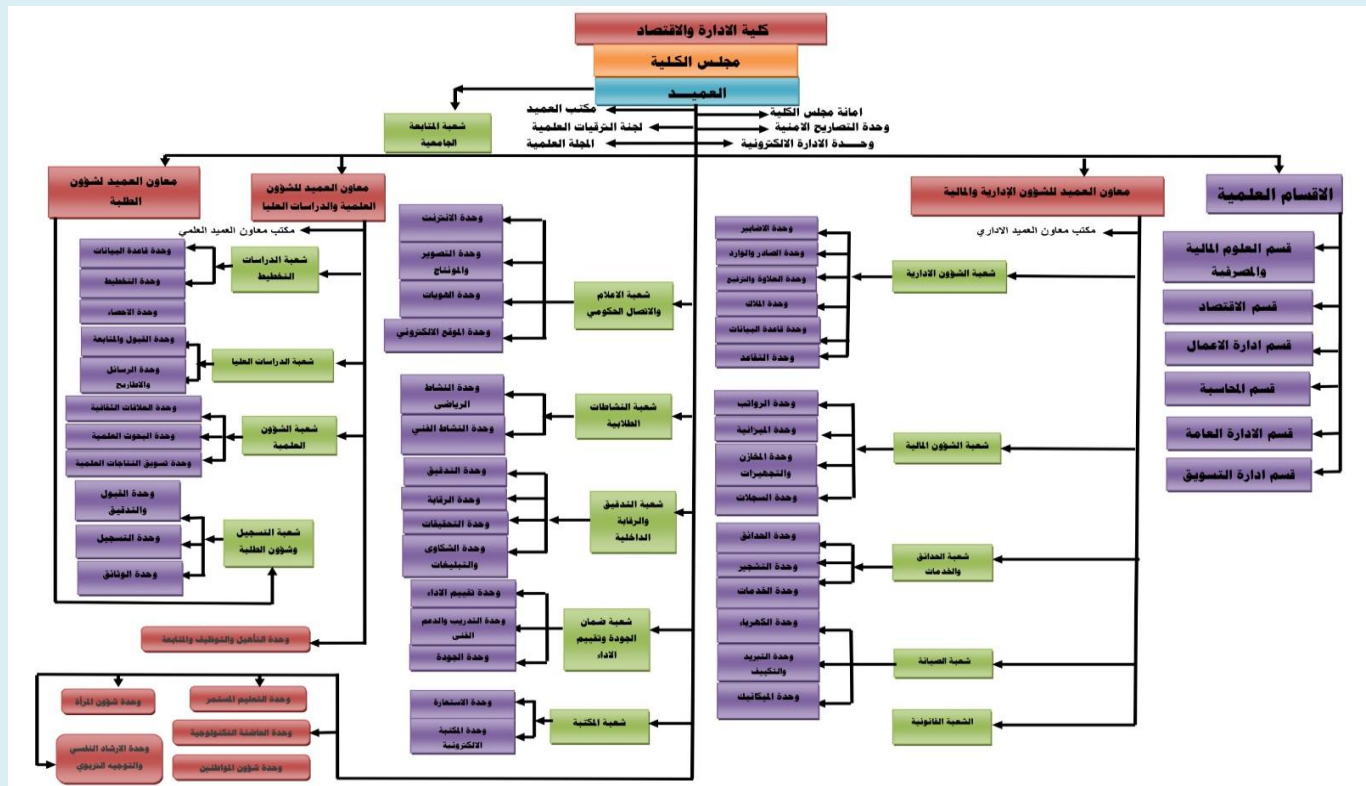 كلية الادارة والاقتصاد
مجلس الكلية
العميـــد
مكتب العميد
امانة مجلس الكلية
لجنة الترقيات العلمية
وحدة التصاريح الامنية
المجلة العلمية
وحـــدة الادارة الالكترونية
شعبة المتابعة
الجامعية
الاقسام العلمية
قسم العلوم المالية
والمصرفية
قسم الاقتصاد
قسم ادارة الاعمال
قسم المحاسبة
قسم الادارة العامة
قسم ادارة التسويق
معاون العميد للشؤون الإدارية والمالية
مكتب معاون العميد الاداري
شعبة الشؤون الادارية
وحدة الاضابير
وحدة الصادر والوارد
وحدة العلاوة والترفيع
وحدة الملاك
وحدة قاعدة البيانات
وحدة التقاعد
شعبة الشؤون المالية
وحدة الرواتب
وحدة الميزانية
وحدة المخازن
والتجهيزات
وحدة السجلات
شعبة الحدائق
والخدمات
وحدة الحدائق
وحدة التشجير
وحدة الخدمات
شعبة الصيانة
وحدة الكهرباء
وحدة التبريد
والتكييف
وحدة الميكانيك
الشعبة القانونية
شعبة الاعلام
والاتصال الحكومي
وحدة الانترنت
وحدة التصوير
والمونتاج
وحدة الهويات
وحدة الموقع الالكتروني
شعبة النشاطات
الطلابية
وحدة النشاط
الرياضى
وحدة النشاط الفني
شعبة التدقيق
والرقابة
الداخلية
وحدة التدقيق
وحدة الرقابة
وحدة التحقيقات
وحدة الشكاوى
والتبليغات
شعبة ضمان
الجودة وتقييم
الاداء
وحدة تقييم الاداء
وحدة التدريب والدعم
الفنى
وحدة الجودة
شعبة المكتبة
وحدة الاستعارة
وحدة المكتبة
الالكترونية
معاون العميد للشؤون
العلمية والدراسات العليا
مكتب معاون العميد العلمي
شعبة الدراسات
التخطيط
وحدة قاعدة البيانات
وحدة التخطيط
وحدة الاحصاء
شعبة الدراسات العليا
وحدة القبول والمتابعة
وحدة الرسائل
والاطاريح
شعبة الشؤون
العلمية
وحدة العلاقات الثقافية
وحدة البحوث العلمية
وحدة تسويق النتاجات العلمية
معاون العميد لشؤون
الطلبة
شعبة التسجيل
وشؤون الطلبة
وحدة القبول
والتدقيق
وحدة التسجيل
وحدة الوثائق
وحدة التأهيل والتوظيف والمتابعة
وحدة التعليم المستمر
وحدة شؤون المرأة
وحدة الحاضنة التكنولوجية
وحدة الارشاد النفسي
والتوجيه التربوي
وحدة شؤون المواطنين